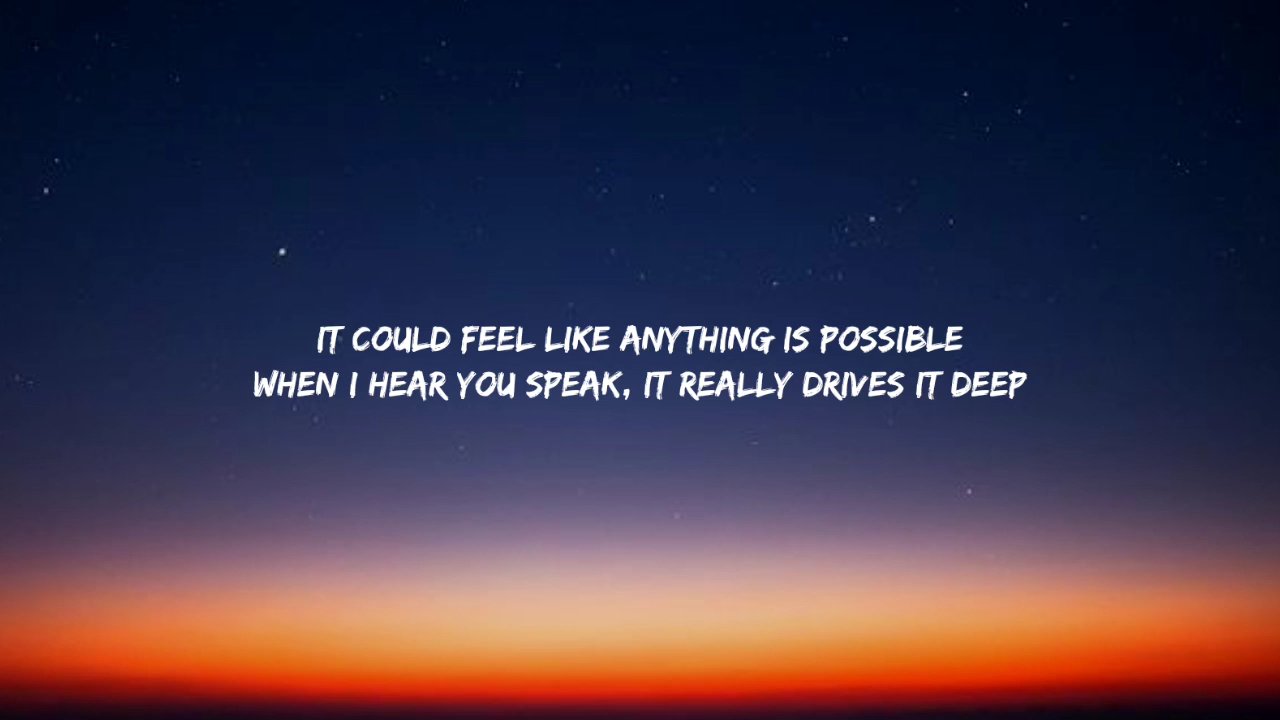 IT COULD FEEL LIKE ANYTHING IS POSSIBLE
WHEN I HEAR YOU SPEAK, IT REALLY DRIVES IT DEEP